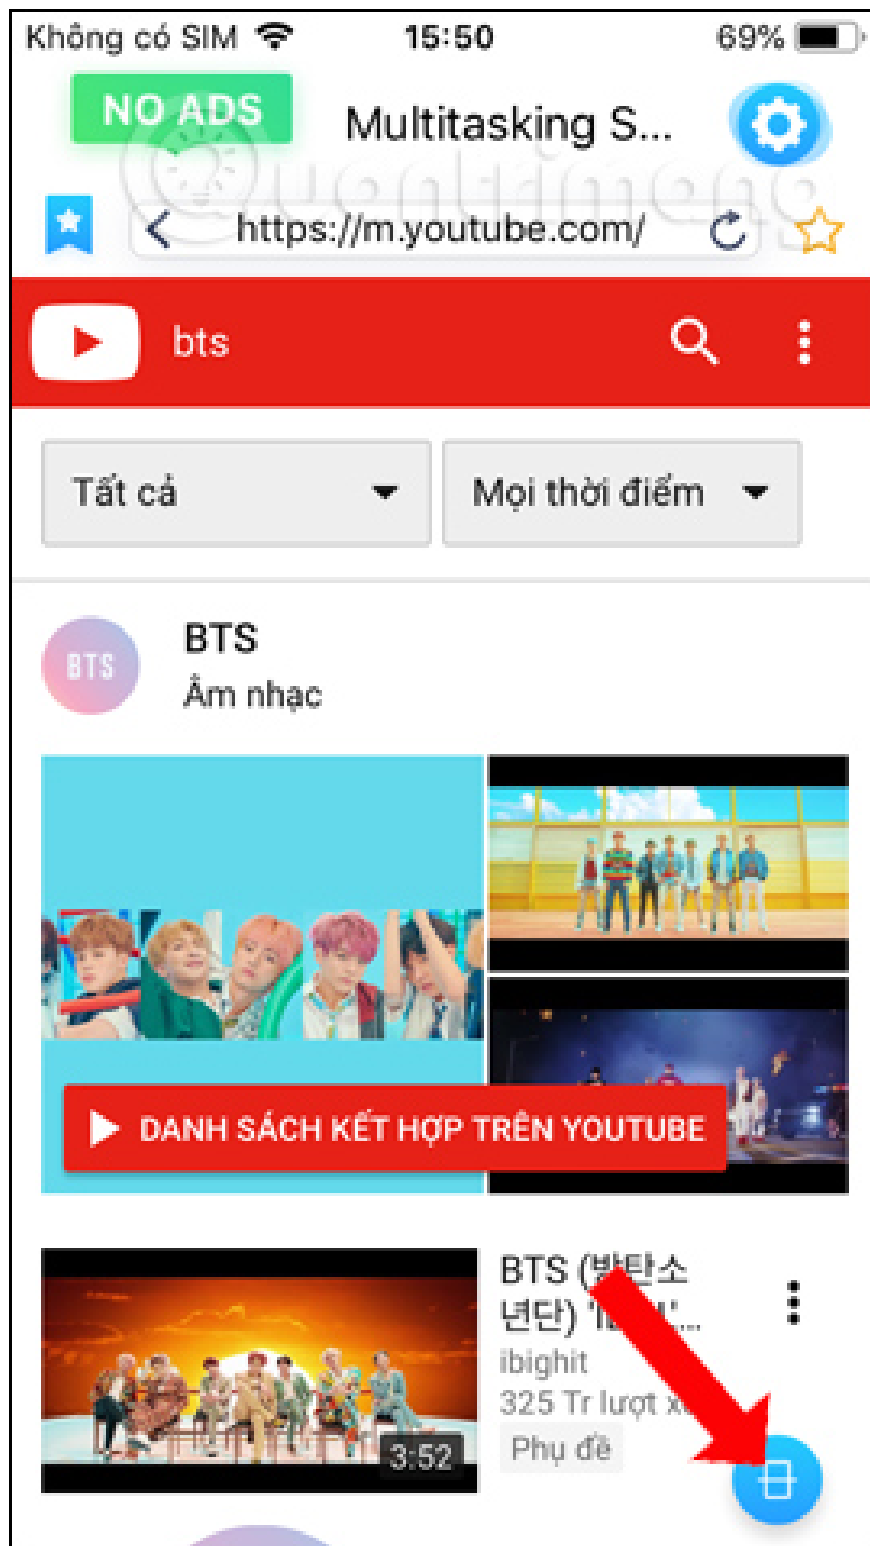 Không có SIM 15:50 69%
NO ADS Multitasking S...
Quantrimang
https://m.youtube.com/
bts
Tất cả Mọi thời điểm
BTS
BTS
Âm nhạc
DANH SÁCH KẾT HỢP TRÊN YOUTUBE
BTS (방탄소
년단)
ibighit
325 Tr lượt
Phụ đề
3:52